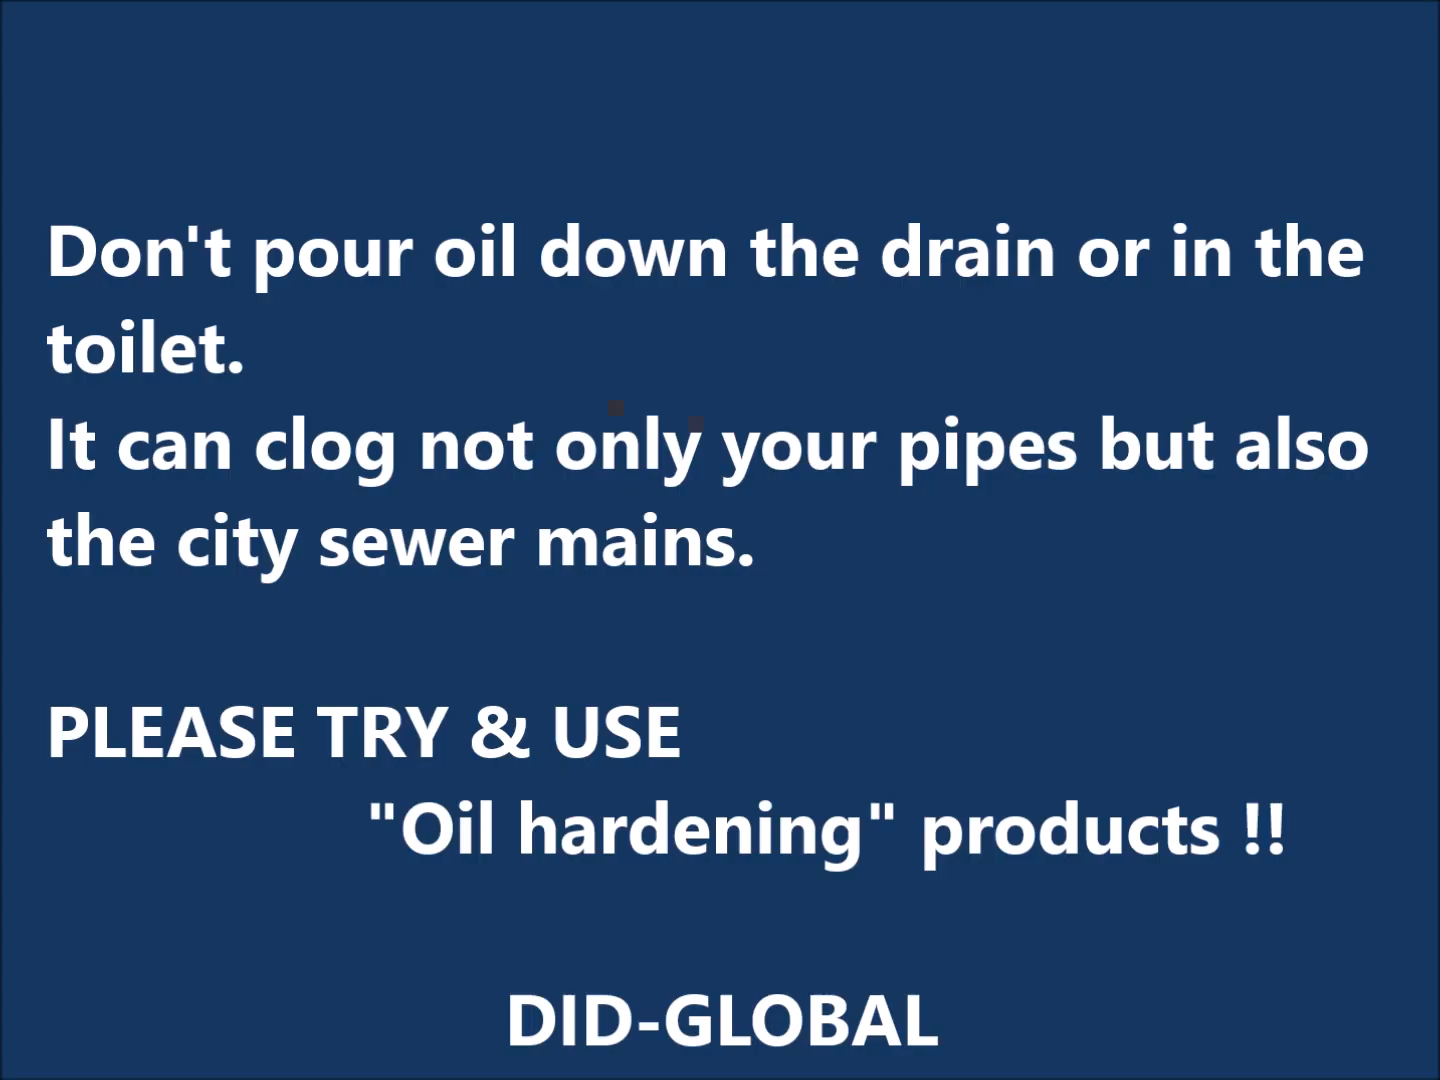 Don't pour oil down the drain or in the
toilet.
It can clog not only your pipes but also
the city sewer mains.
PLEASE TRY & USE
"Oil hardening" products !!
DID-GLOBAL